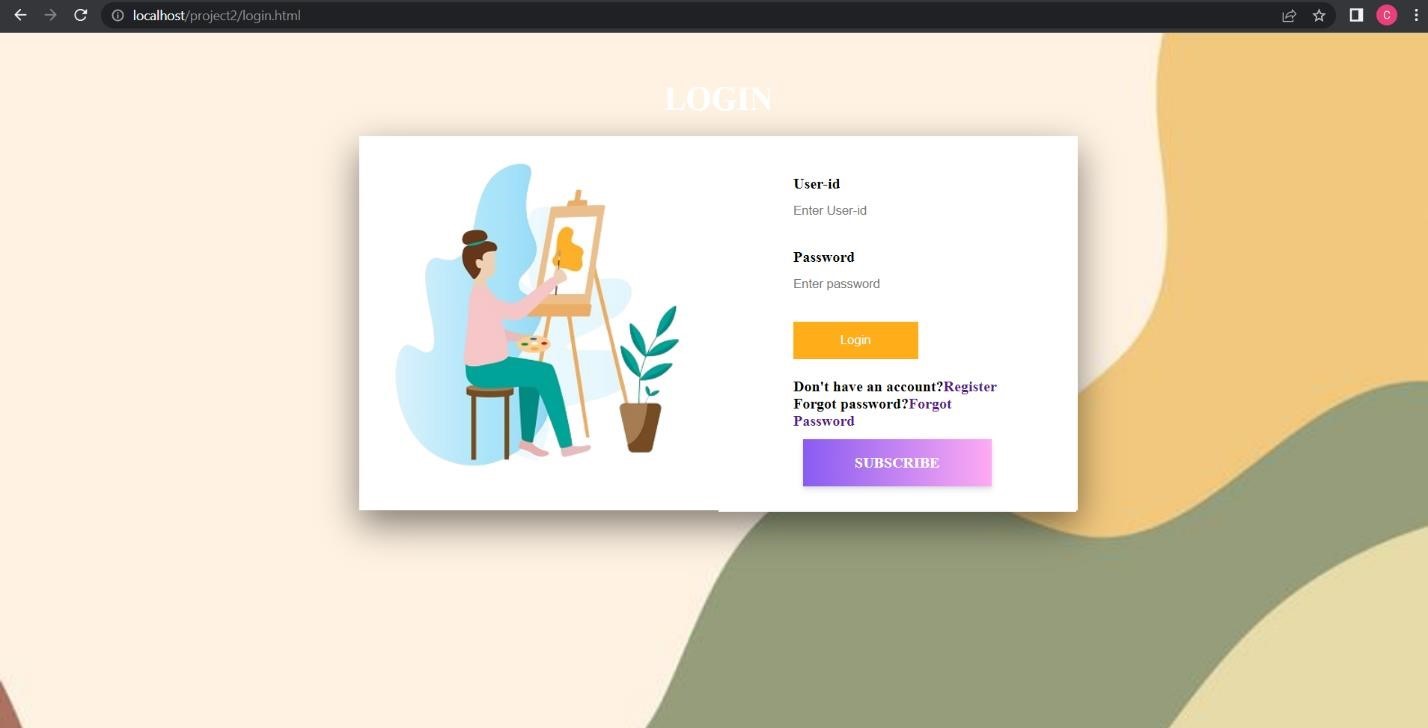 localhost/project2/login.html
C
LOGIN
User-id
Enter User-id
Password
Enter password
Login
Don't have an account?Register
Forgot password?Forgot
Password
SUBSCRIBE